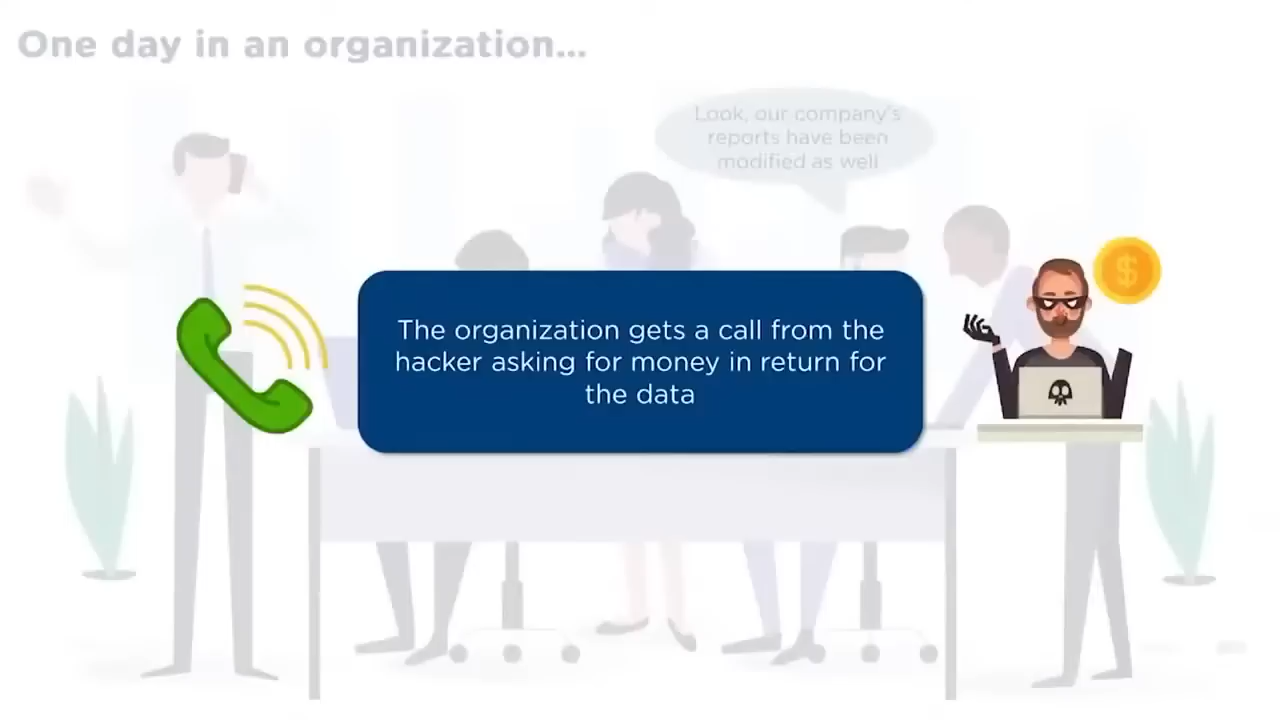 One day in an organization...
Look, our company's
reports have been
modified as well
The organization gets a call from the
hacker asking for money in return for
the data
$